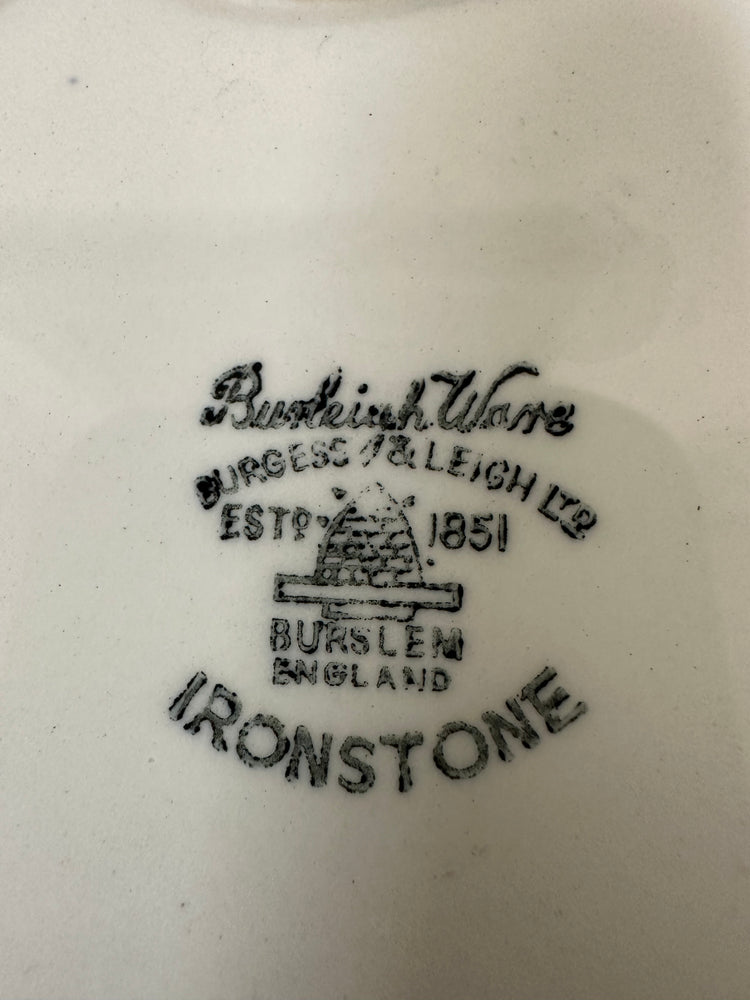 Burleigh Ware
BURGESS & LEIGH LTD
ESTD 1851
BURSLEM
ENGLAND
IRONSTONE